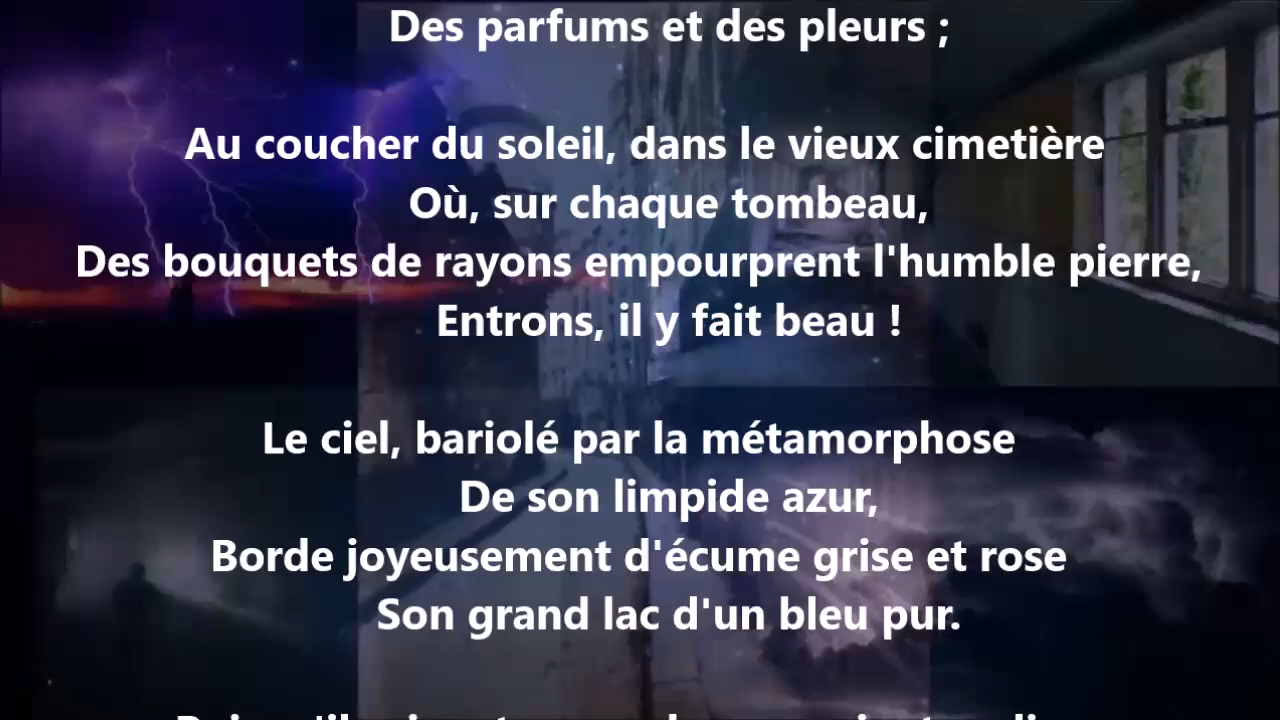 Des parfums et des pleurs ;
Au coucher du soleil, dans le vieux cimetière
Où, sur chaque tombeau,
Des bouquets de rayons empourprent l'humble pierre,
Entrons, il y fait beau !
Le ciel, bariolé par la métamorphose
De son limpide azur,
Borde joyeusement d'écume grise et rose
Son grand lac d'un bleu pur.